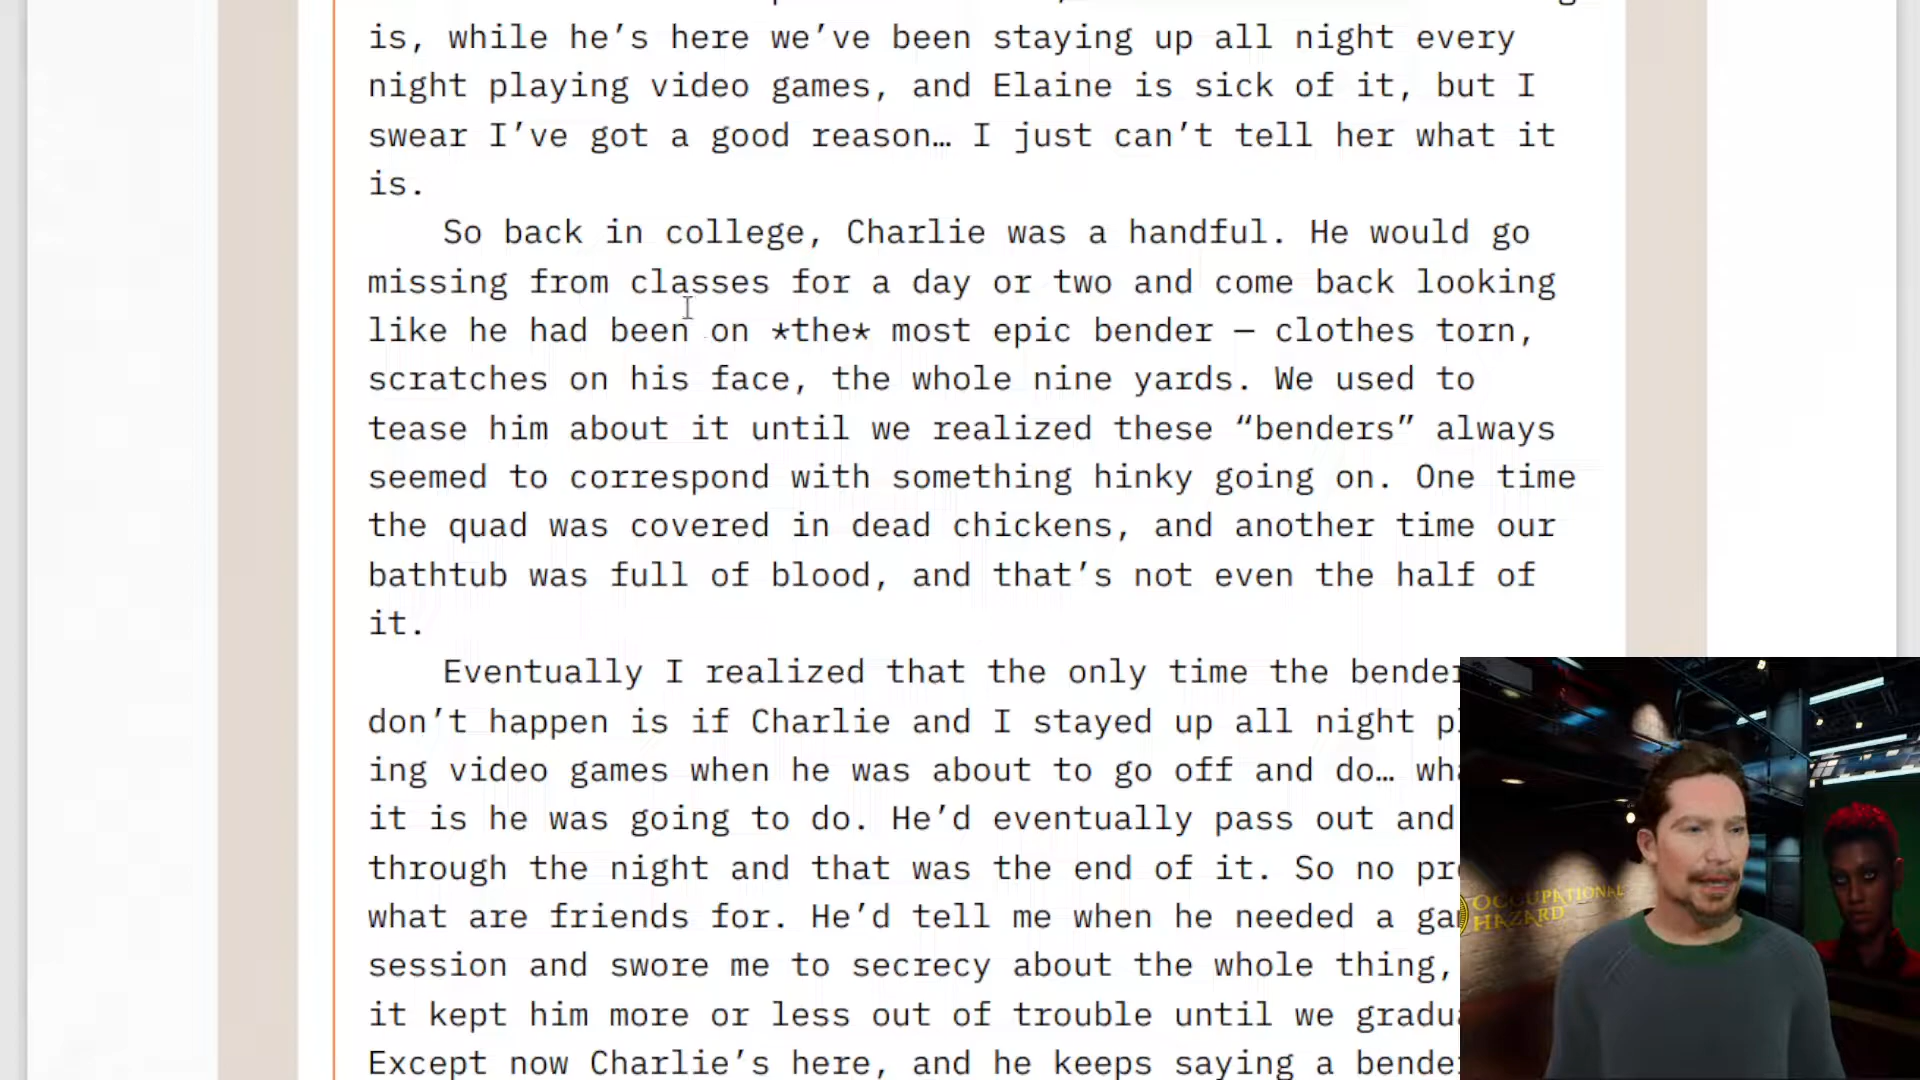 is, while he’s here we’ve been staying up all night every
night playing video games, and Elaine is sick of it, but I
swear I’ve got a good reason… I just can’t tell her what it
is.
So back in college, Charlie was a handful. He would go
missing from classes for a day or two and come back looking
like he had been on *the* most epic bender — clothes torn,
scratches on his face, the whole nine yards. We used to
tease him about it until we realized these “benders” always
seemed to correspond with something hinky going on. One time
the quad was covered in dead chickens, and another time our
bathtub was full of blood, and that’s not even the half of
it.
Eventually I realized that the only time the bender
don’t happen is if Charlie and I stayed up all night pl
ing video games when he was about to go off and do… wha
it is he was going to do. He’d eventually pass out and
through the night and that was the end of it. So no pr
what are friends for. He’d tell me when he needed a ga
session and swore me to secrecy about the whole thing,
it kept him more or less out of trouble until we gradu
Except now Charlie’s here, and he keeps saying a bende
OCCUPATIONAL
HAZARD